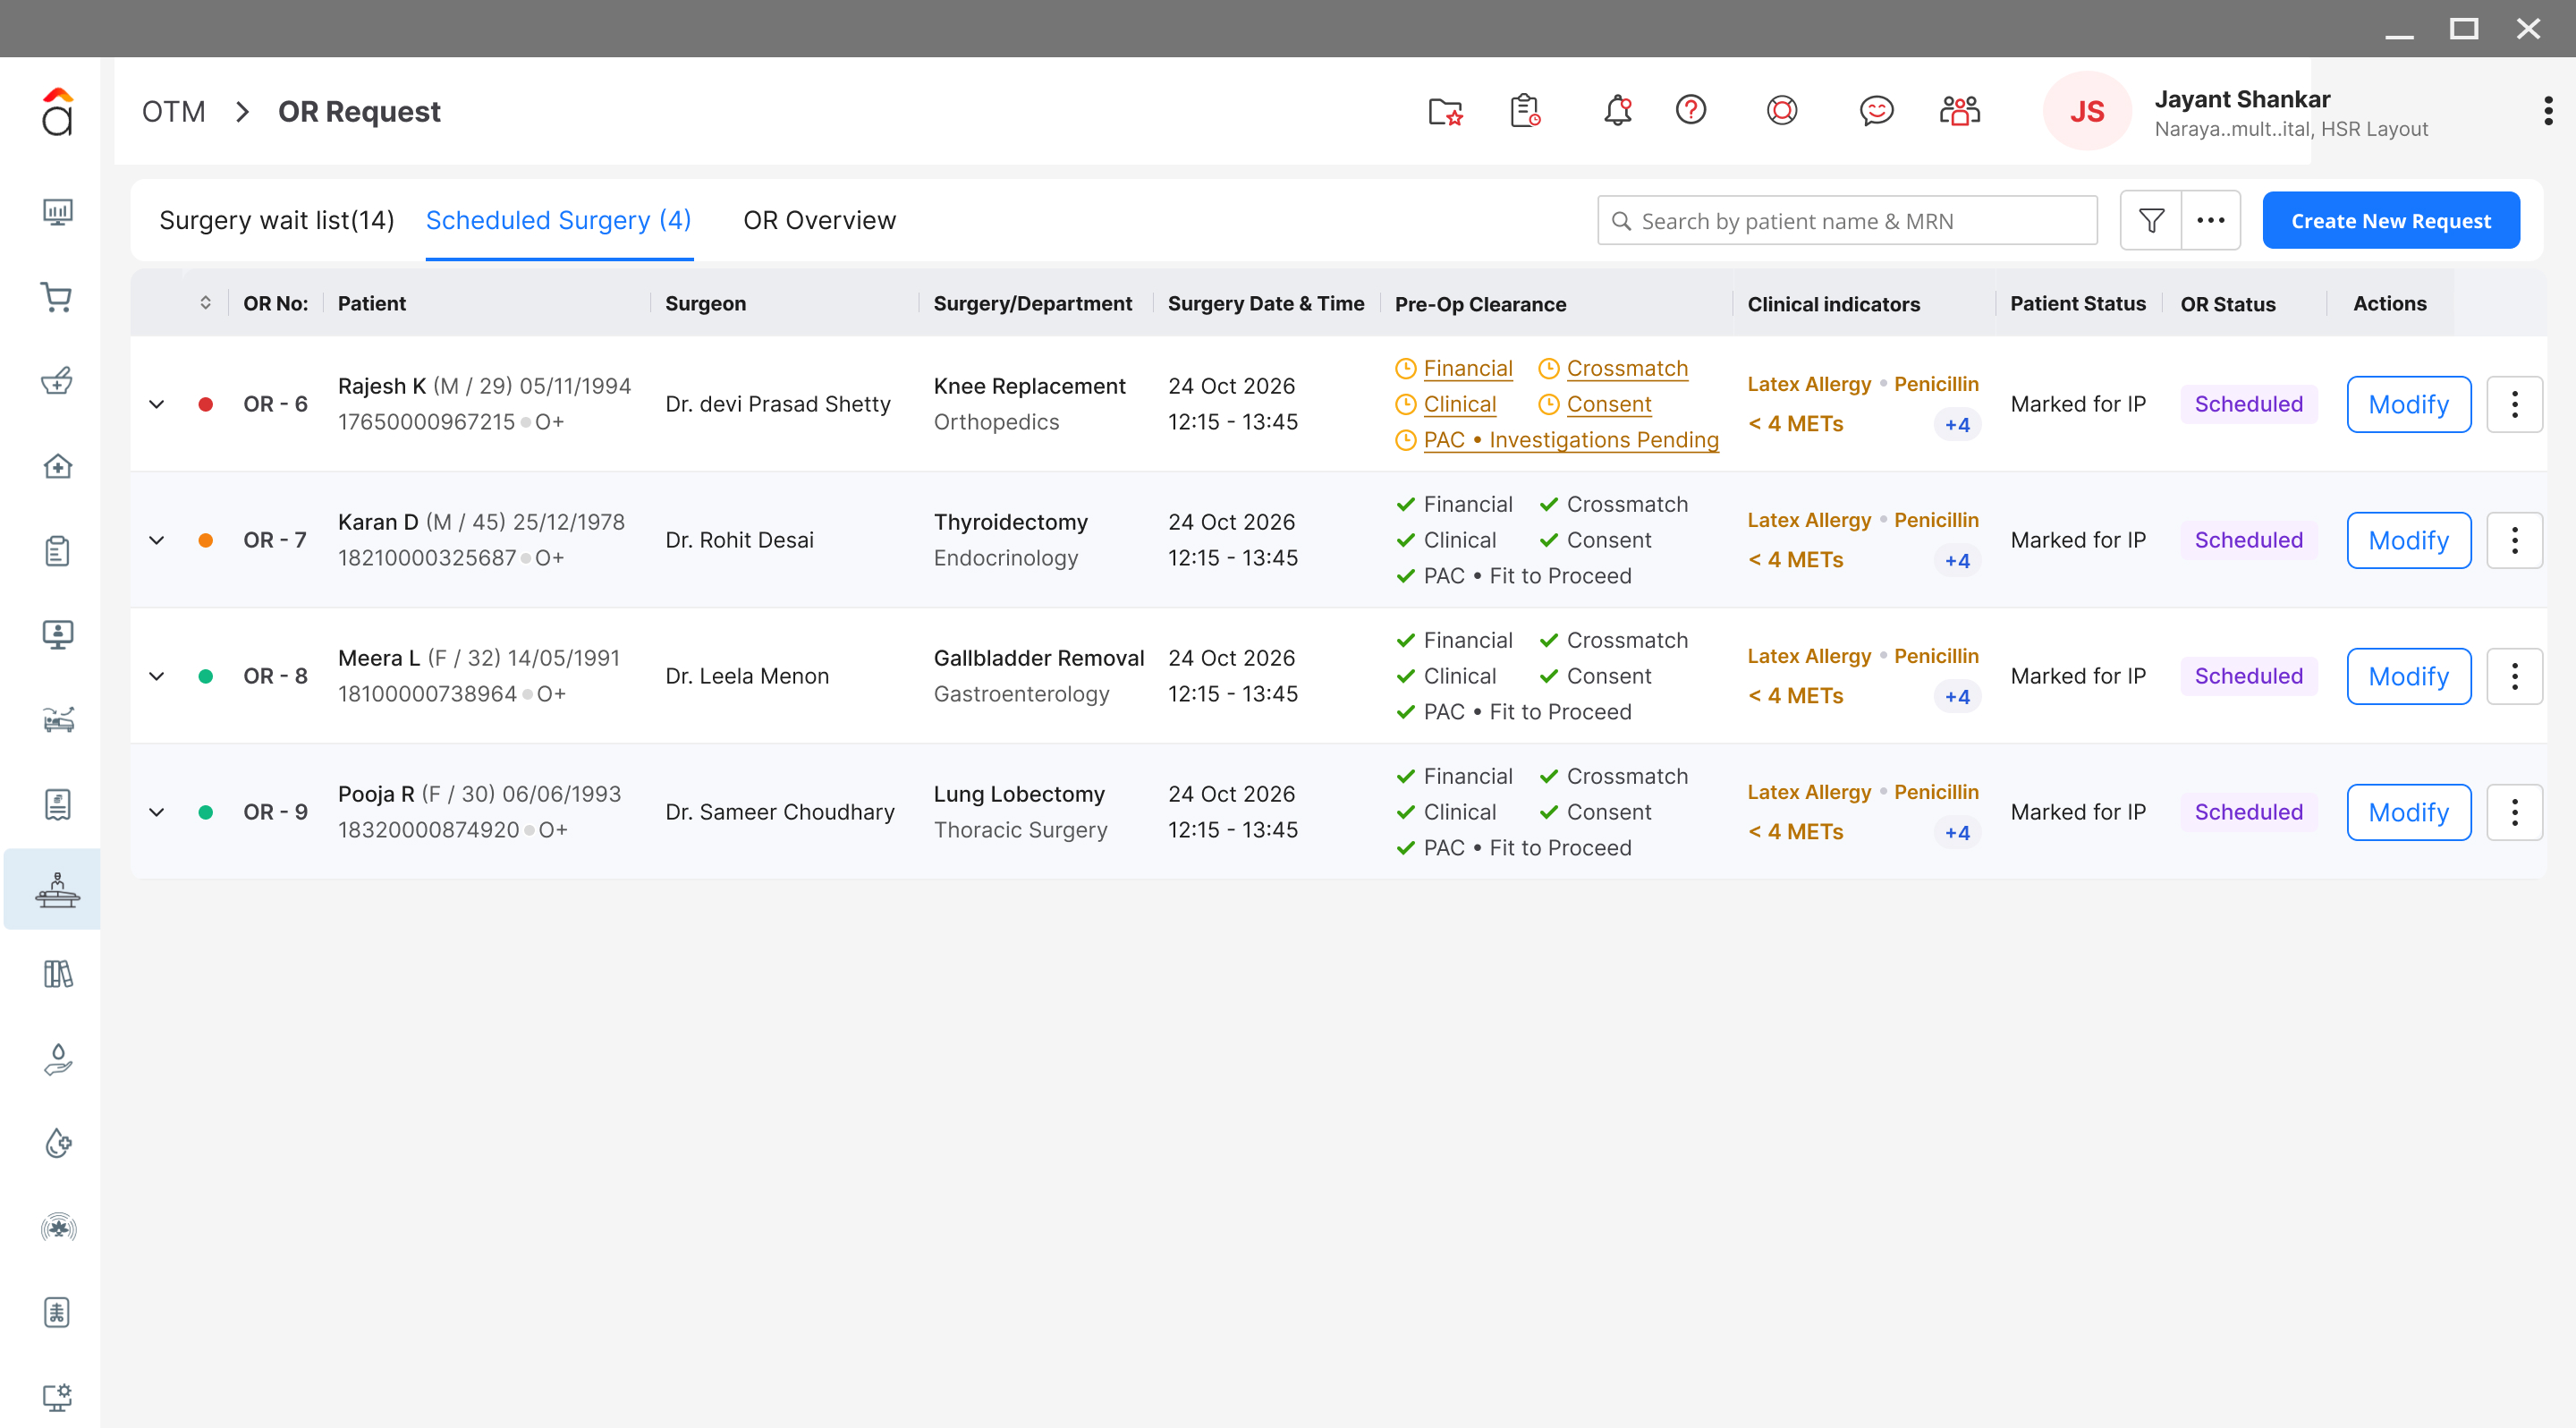 OTM > OR Request
JS
Jayant Shankar
Naraya..mult..ital, HSR Layout
Surgery wait list(14)
Scheduled Surgery (4)
OR Overview
Search by patient name & MRN
Create New Request
OR No:
Patient
Surgeon
Surgery/Department
Surgery Date & Time
Pre-Op Clearance
Clinical indicators
Patient Status
OR Status
Actions
OR - 6
Rajesh K (M / 29) 05/11/1994
17650000967215 O+
Dr. devi Prasad Shetty
Knee Replacement
Orthopedics
24 Oct 2026
12:15 - 13:45
Financial
Crossmatch
Clinical
Consent
PAC • Investigations Pending
Latex Allergy • Penicillin
< 4 METs
+4
Marked for IP
Scheduled
Modify
OR - 7
Karan D (M / 45) 25/12/1978
18210000325687 O+
Dr. Rohit Desai
Thyroidectomy
Endocrinology
24 Oct 2026
12:15 - 13:45
Financial
Crossmatch
Clinical
Consent
PAC • Fit to Proceed
Latex Allergy • Penicillin
< 4 METs
+4
Marked for IP
Scheduled
Modify
OR - 8
Meera L (F / 32) 14/05/1991
18100000738964 O+
Dr. Leela Menon
Gallbladder Removal
Gastroenterology
24 Oct 2026
12:15 - 13:45
Financial
Crossmatch
Clinical
Consent
PAC • Fit to Proceed
Latex Allergy • Penicillin
< 4 METs
+4
Marked for IP
Scheduled
Modify
OR - 9
Pooja R (F / 30) 06/06/1993
18320000874920 O+
Dr. Sameer Choudhary
Lung Lobectomy
Thoracic Surgery
24 Oct 2026
12:15 - 13:45
Financial
Crossmatch
Clinical
Consent
PAC • Fit to Proceed
Latex Allergy • Penicillin
< 4 METs
+4
Marked for IP
Scheduled
Modify